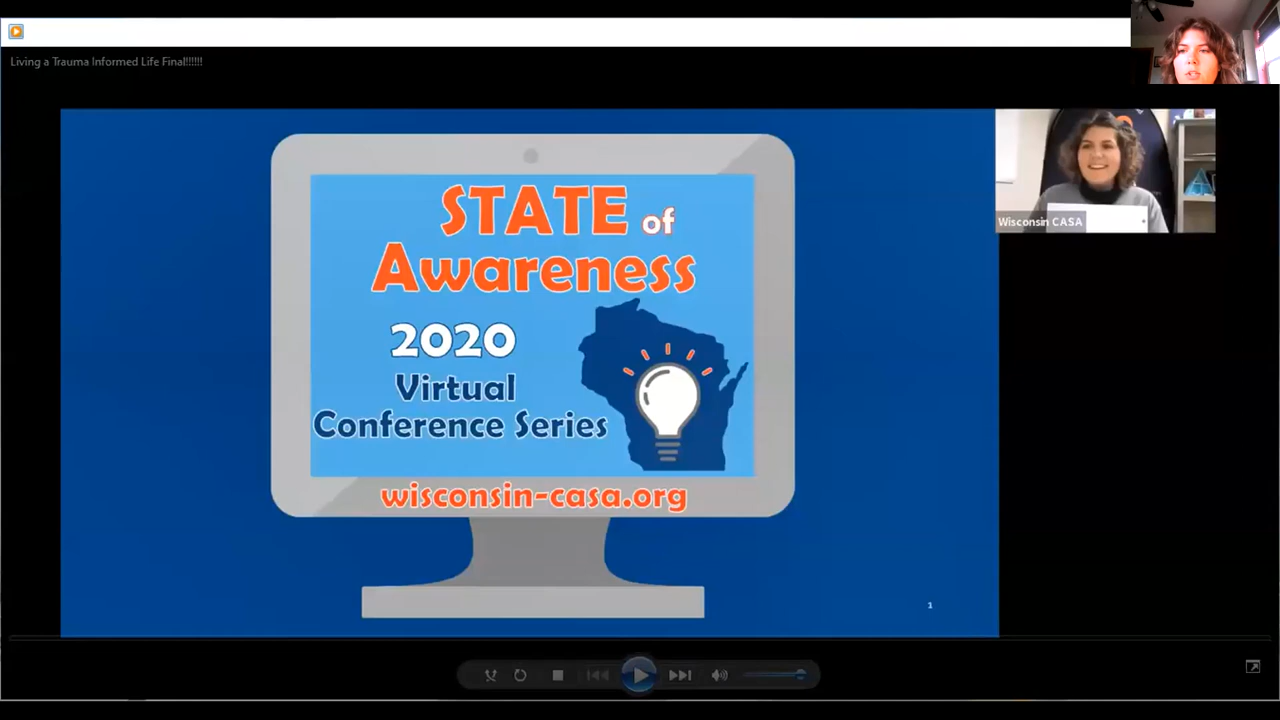 Living a Trauma Informed Life Final!!!!!!
STATE of
Awareness
2020
Virtual
Conference Series
wisconsin-casa.org
Wisconsin CASA
1